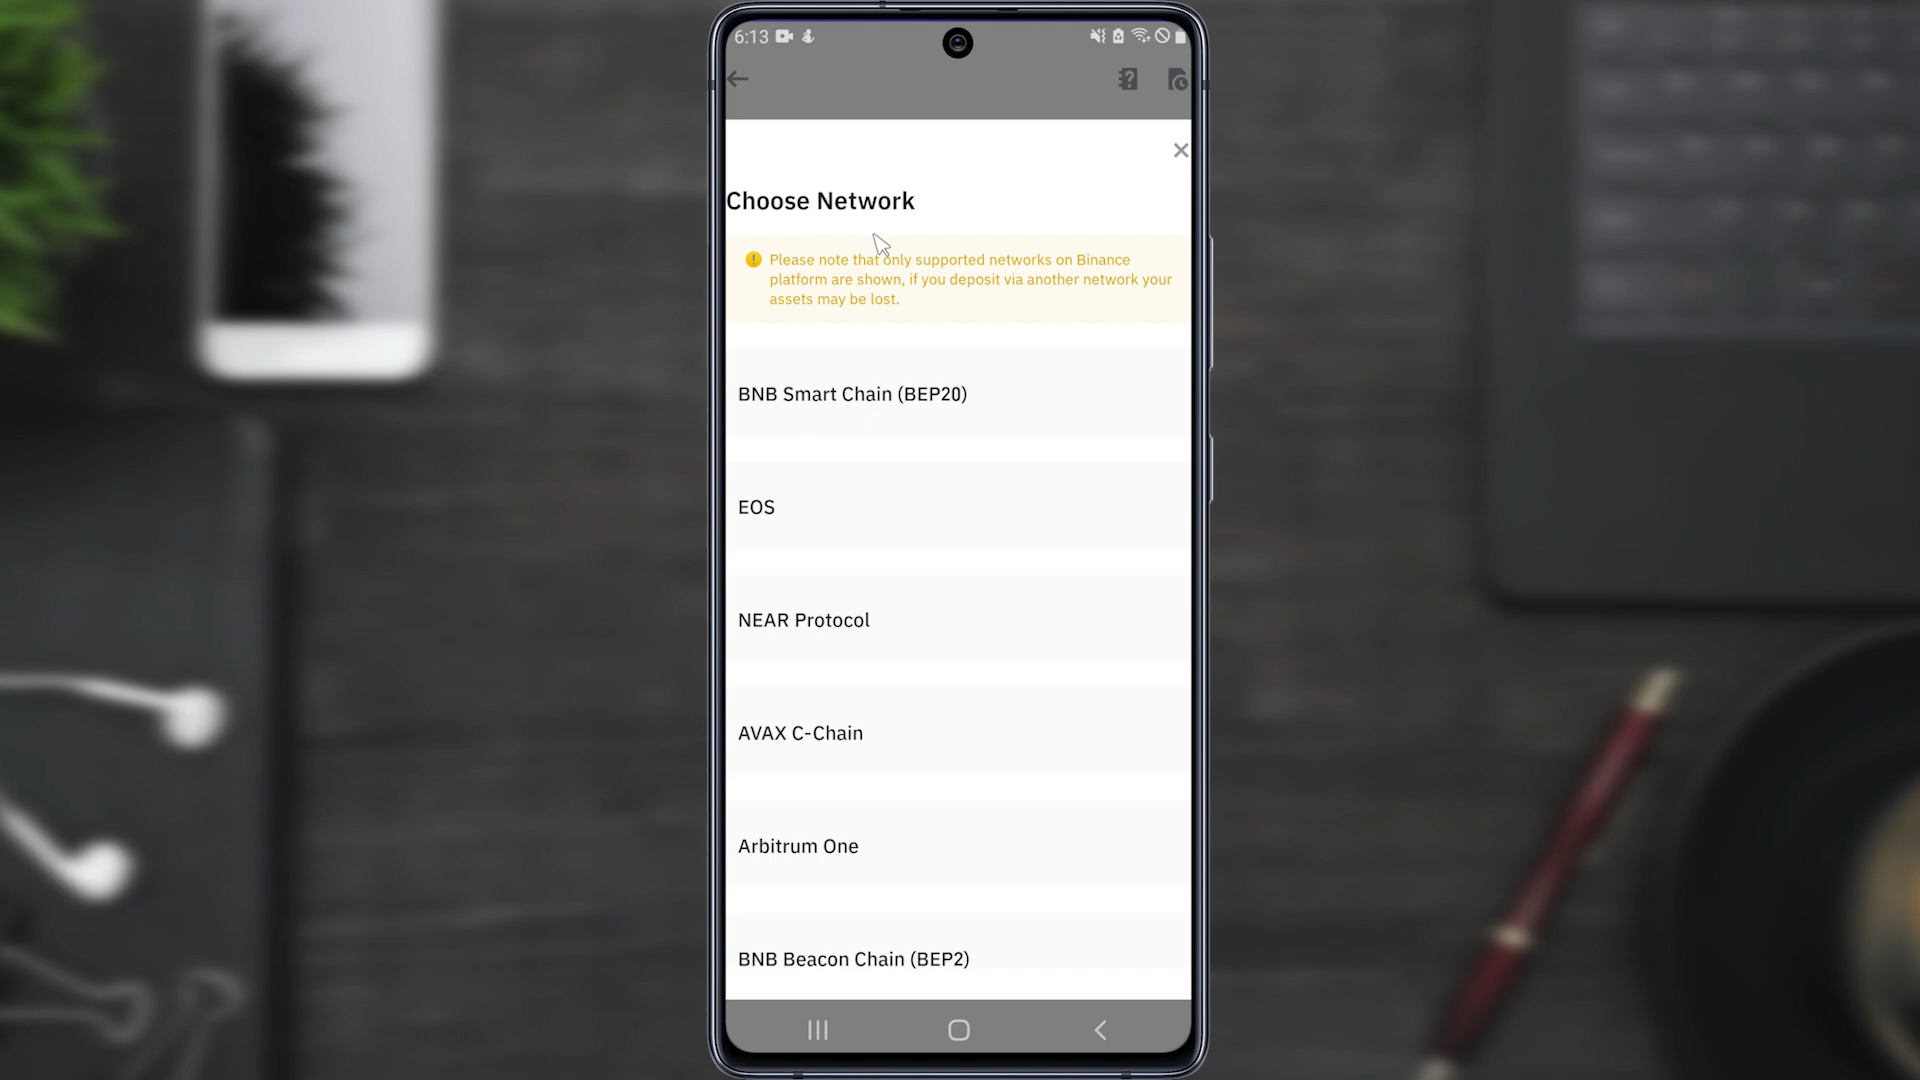 6:13
Choose Network
Please note that only supported networks on Binance
platform are shown, if you deposit via another network your
assets may be lost.
BNB Smart Chain (BEP20)
EOS
NEAR Protocol
AVAX C-Chain
Arbitrum One
BNB Beacon Chain (BEP2)